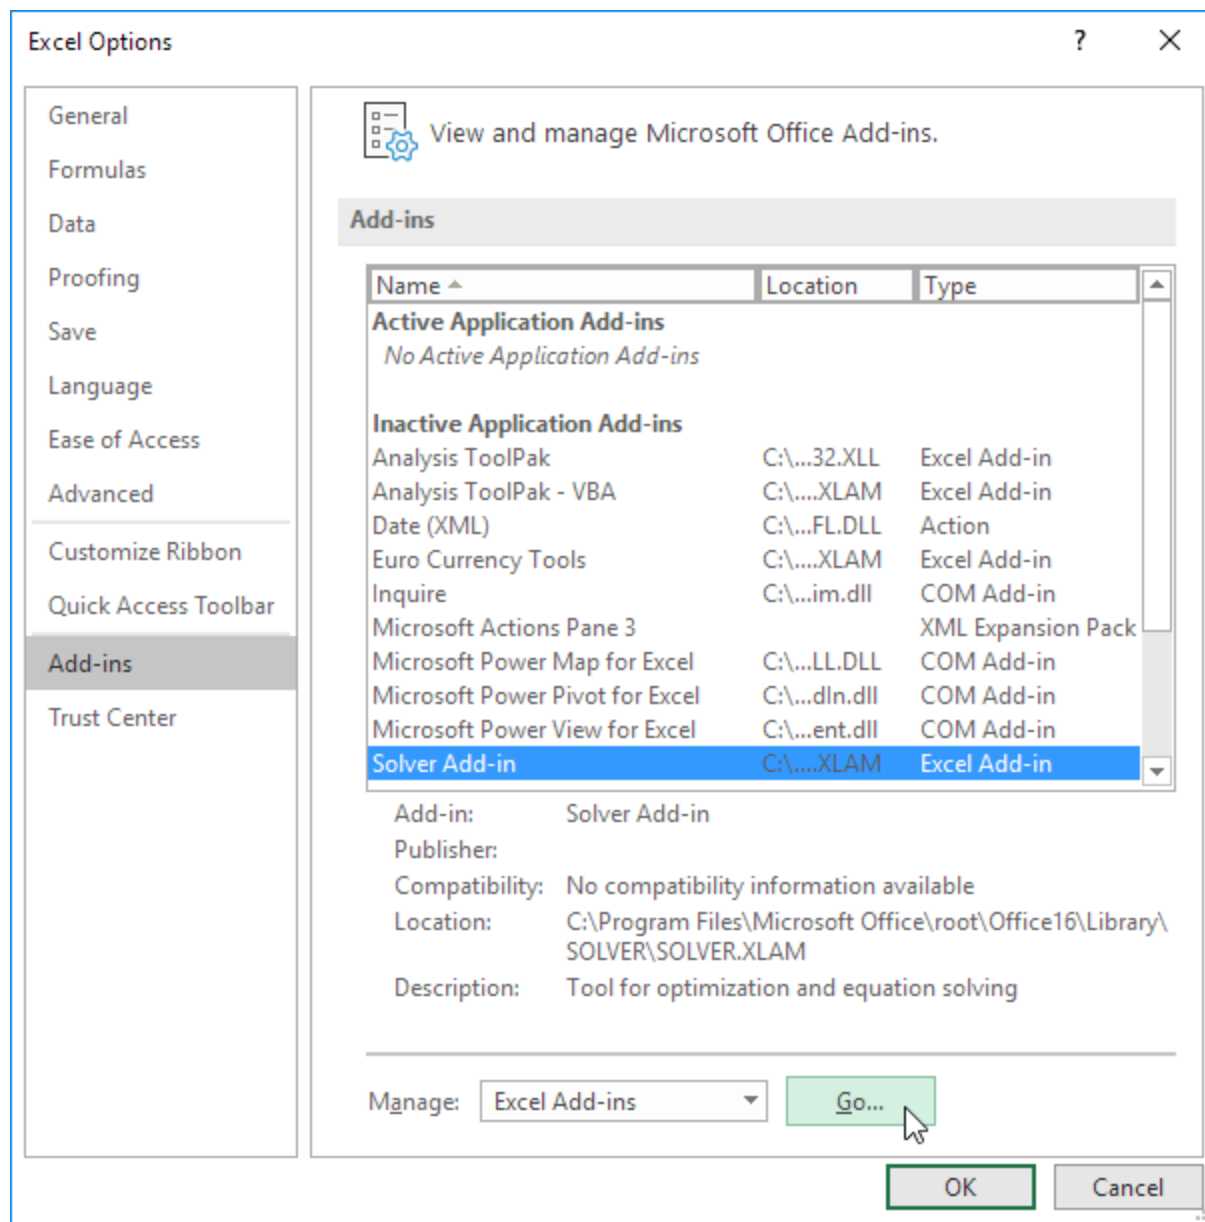 Excel Options
?
General
Formulas
Data
Proofing
Save
Language
Ease of Access
Advanced
Customize Ribbon
Quick Access Toolbar
Add-ins
Trust Center
View and manage Microsoft Office Add-ins.
Add-ins
Name Location Type
Active Application Add-ins
No Active Application Add-ins
Inactive Application Add-ins
Analysis ToolPak C:\...32.XLL Excel Add-in
Analysis ToolPak - VBA C:\....XLAM Excel Add-in
Date (XML) C:\...FL.DLL Action
Euro Currency Tools C:\....XLAM Excel Add-in
Inquire C:\...im.dll COM Add-in
Microsoft Actions Pane 3 XML Expansion Pack
Microsoft Power Map for Excel C:\...LL.DLL COM Add-in
Microsoft Power Pivot for Excel C:\...dln.dll COM Add-in
Microsoft Power View for Excel C:\...ent.dll COM Add-in
Solver Add-in C:\....XLAM Excel Add-in
Add-in: Solver Add-in
Publisher:
Compatibility: No compatibility information available
Location: C:\Program Files\Microsoft Office\root\Office16\Library\
SOLVER\SOLVER.XLAM
Description: Tool for optimization and equation solving
Manage: Excel Add-ins Go...
OK Cancel